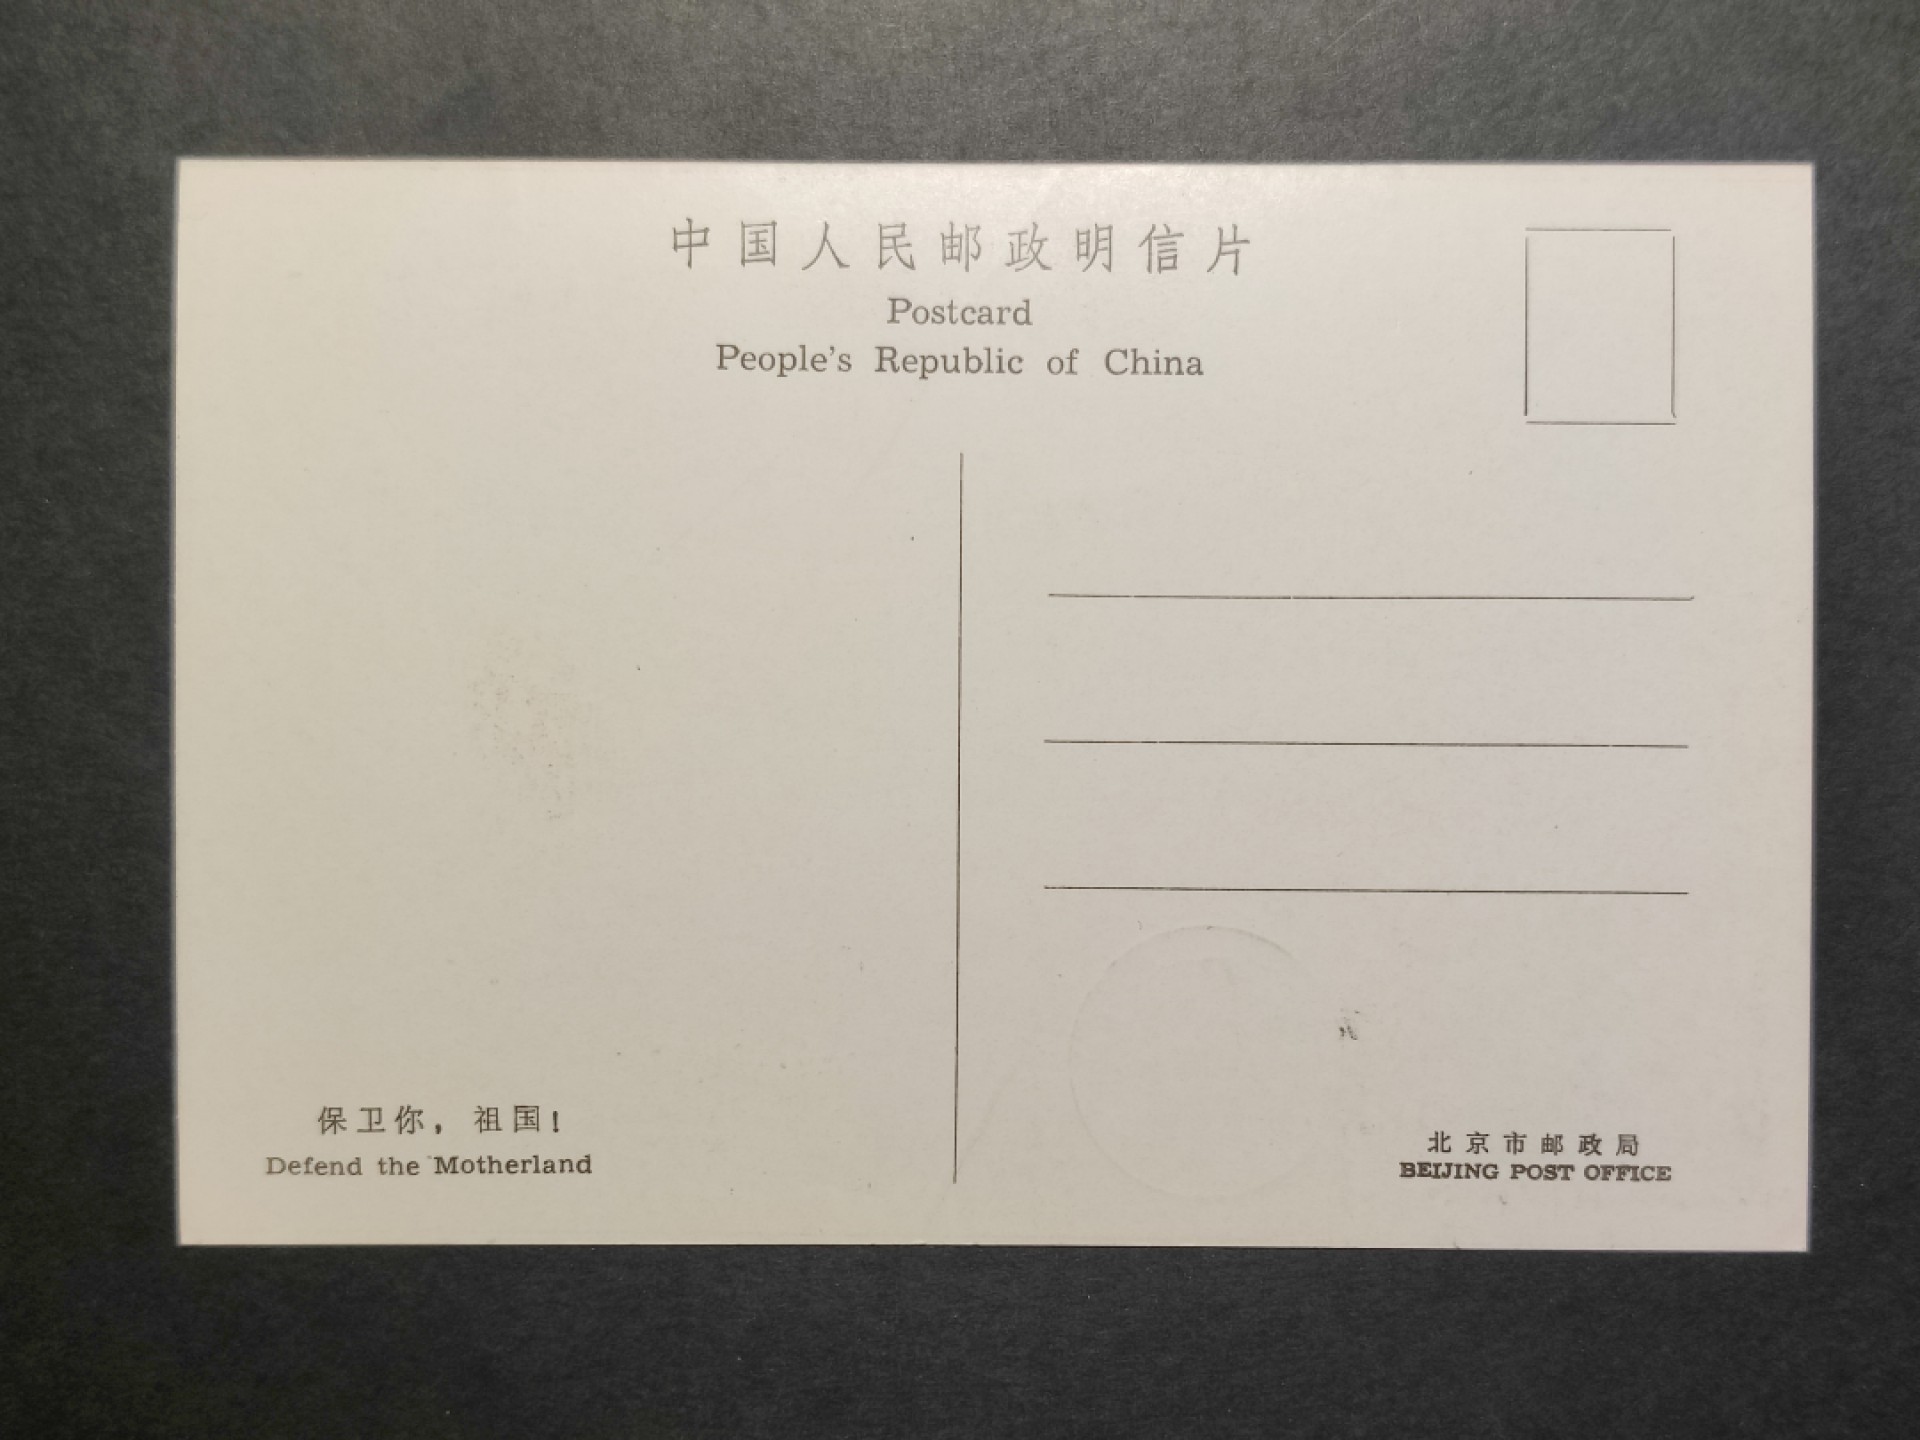 中国人民邮政明信片
Postcard
People's Republic of China
保卫你，祖国！
Defend the Motherland
北京市邮政局
BEIJING POST OFFICE